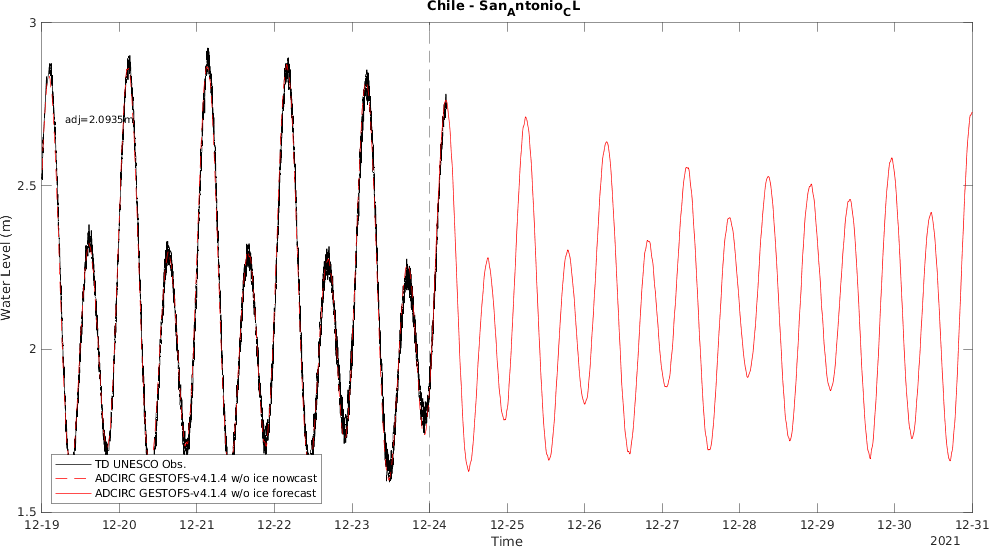 Chile - San_Antonio_CL
3
2.5
2
1.5
Water Level (m)
adj=2.0935m
TD UNESCO Obs.
ADCIRC GESTOFS-v4.1.4 w/o ice nowcast
ADCIRC GESTOFS-v4.1.4 w/o ice forecast
12-19 12-20 12-21 12-22 12-23 12-24 12-25 12-26 12-27 12-28 12-29 12-30 12-31
Time
2021